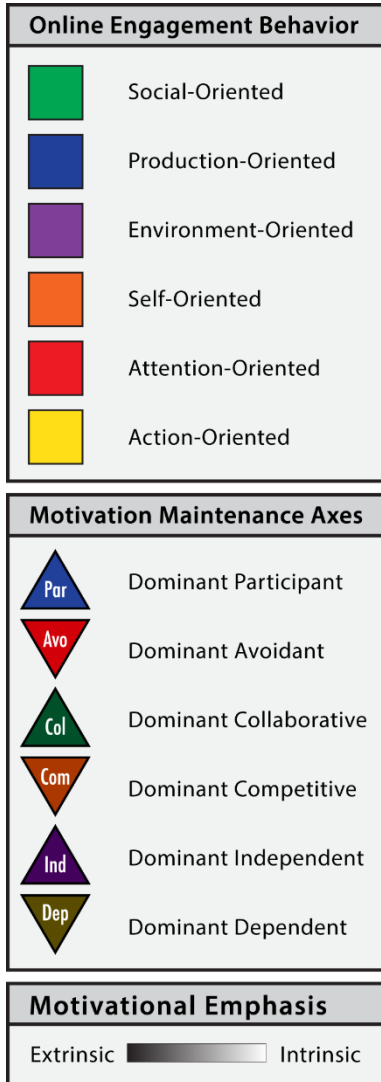 Online Engagement Behavior
Social-Oriented
Production-Oriented
Environment-Oriented
Self-Oriented
Attention-Oriented
Action-Oriented
Motivation Maintenance Axes
Par Dominant Participant
Avo Dominant Avoidant
Col Dominant Collaborative
Com Dominant Competitive
Ind Dominant Independent
Dep Dominant Dependent
Motivational Emphasis
Extrinsic Intrinsic